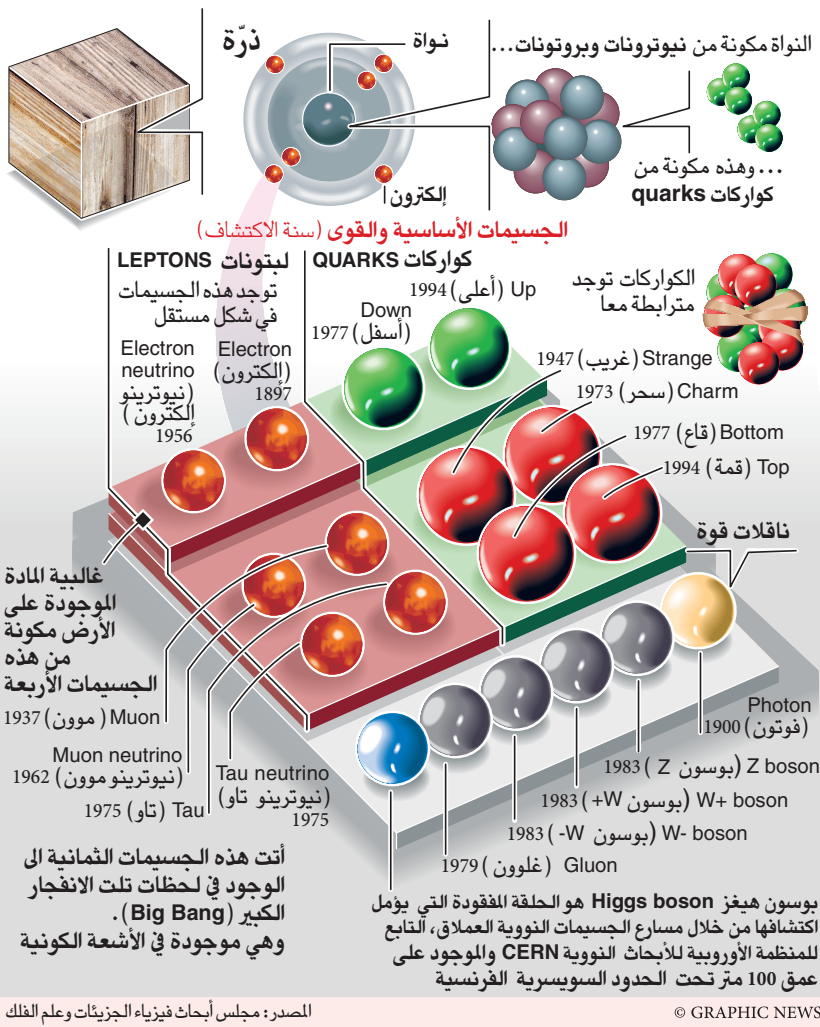 النواة مكونة من نيوترونات وبروتونات...
نواة
ذرّة
...وهذه مكونة من
كواركات quarks
إلكترون
الجسيمات الأساسية والقوى (سنة الاكتشاف)
كواركات QUARKS
لبتونات LEPTONS
توجد هذه الجسيمات
في شكل مستقل
الكواركات توجد
مترابطة معا
Up (أعلى) 1994
Down
(أسفل) 1977
Electron
(إلكترون)
1897
Electron
neutrino
(نيوترينو
إلكترون)
1956
Strange (غريب) 1947
Charm (سحر) 1973
Bottom (قاع) 1977
Top (قمة) 1994
ناقلات قوة
غالبية المادة
الموجودة على
الأرض مكونة
من هذه
الجسيمات الأربعة
Muon (موون) 1937
Muon neutrino
(نيوترينو موون) 1962
Tau (تاو) 1975
Tau neutrino
(نيوترينو تاو)
1975
Photon
(فوتون) 1900
Z boson (بوسون Z) 1983
W+ boson (بوسون W+) 1983
W- boson (بوسون W-) 1983
Gluon (غلوون) 1979
أتت هذه الجسيمات الثمانية الى
الوجود في لحظات تلت الانفجار
الكبير (Big Bang).
وهي موجودة في الأشعة الكونية
بوسون هيغز Higgs boson هو الحلقة المفقودة التي يؤمل
اكتشافها من خلال مسارع الجسيمات النووية العملاق، التابع
للمنظمة الأوروبية للأبحاث النووية CERN والموجود على
عمق 100 متر تحت الحدود السويسرية الفرنسية
المصدر: مجلس أبحاث فيزياء الجزيئات وعلم الفلك
© GRAPHIC NEWS